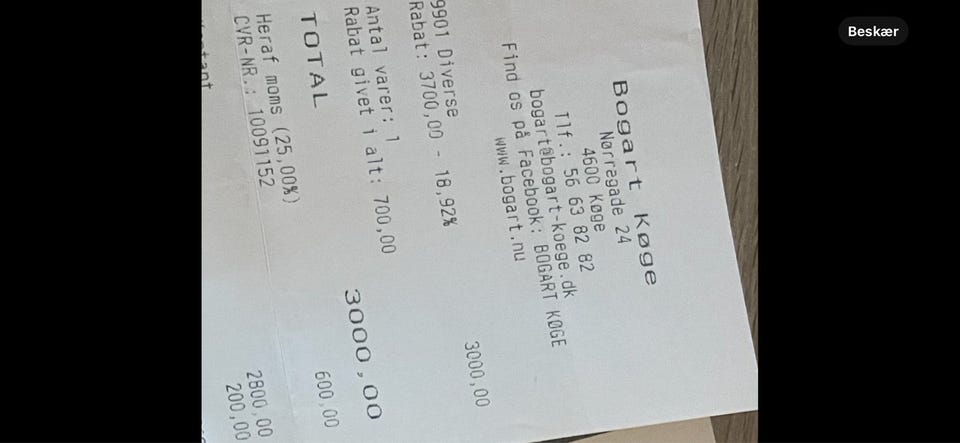 Beskær
Bogart Køge
Nørregade 24
4600 Køge
Tlf.: 56 63 82 82
bogart@bogart-koege.dk
Find os på Facebook: BOGART KØGE
www.bogart.nu
9901 Diverse 3000,00
Rabat: 3700,00 - 18,92%
Antal varer: 1
Rabat givet i alt: 700,00
TOTAL 3000,00
Heraf moms (25,00%) 600,00
CVR-NR.: 10091152
2800,00
200,00